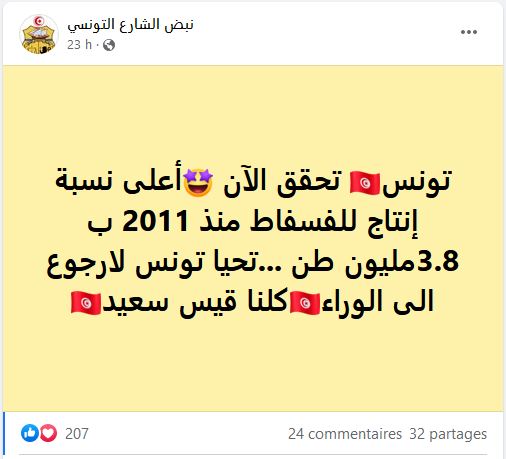 نبض الشارع التونسي
23 h ·
تونس🇹🇳 تحقق الآن 🤩أعلى نسبة
إنتاج للفسفاط منذ 2011 ب
3.8مليون طن ...تحيا تونس لارجوع
الى الوراء🇹🇳كلنا قيس سعيد🇹🇳
207
24 commentaires 32 partages